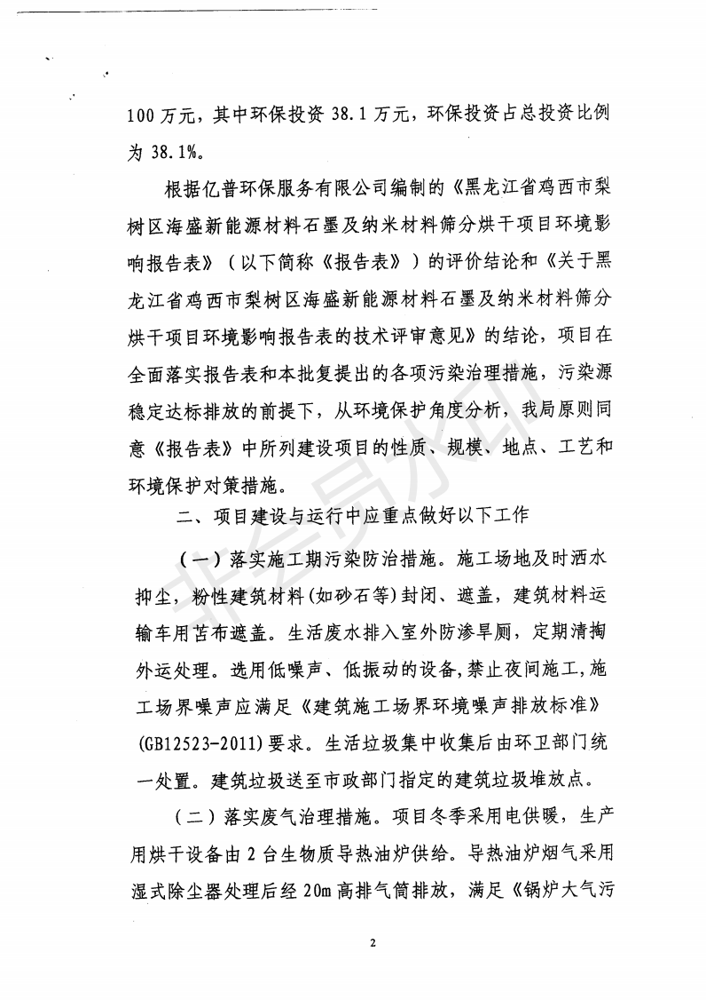 100 万元，其中环保投资 38.1 万元，环保投资占总投资比例
为 38.1%。
根据亿普环保服务有限公司编制的《黑龙江省鸡西市梨
树区海盛新能源材料石墨及纳米材料筛分烘干项目环境影
响报告表》（以下简称《报告表》）的评价结论和《关于黑
龙江省鸡西市梨树区海盛新能源材料石墨及纳米材料筛分
烘干项目环境影响报告表的技术评审意见》的结论，项目在
全面落实报告表和本批复提出的各项污染治理措施，污染源
稳定达标排放的前提下，从环境保护角度分析，我局原则同
意《报告表》中所列建设项目的性质、规模、地点、工艺和
环境保护对策措施。
二、项目建设与运行中应重点做好以下工作
（一）落实施工期污染防治措施。施工场地及时洒水
抑尘，粉性建筑材料(如砂石等)封闭、遮盖，建筑材料运
输车用苫布遮盖。生活废水排入室外防渗旱厕，定期清掏
外运处理。选用低噪声、低振动的设备,禁止夜间施工,施
工场界噪声应满足《建筑施工场界环境噪声排放标准》
(GB12523-2011)要求。生活垃圾集中收集后由环卫部门统
一处置。建筑垃圾送至市政部门指定的建筑垃圾堆放点。
（二）落实废气治理措施。项目冬季采用电供暖，生产
用烘干设备由 2 台生物质导热油炉供给。导热油炉烟气采用
湿式除尘器处理后经 20m 高排气筒排放，满足《锅炉大气污
2
非会员水印